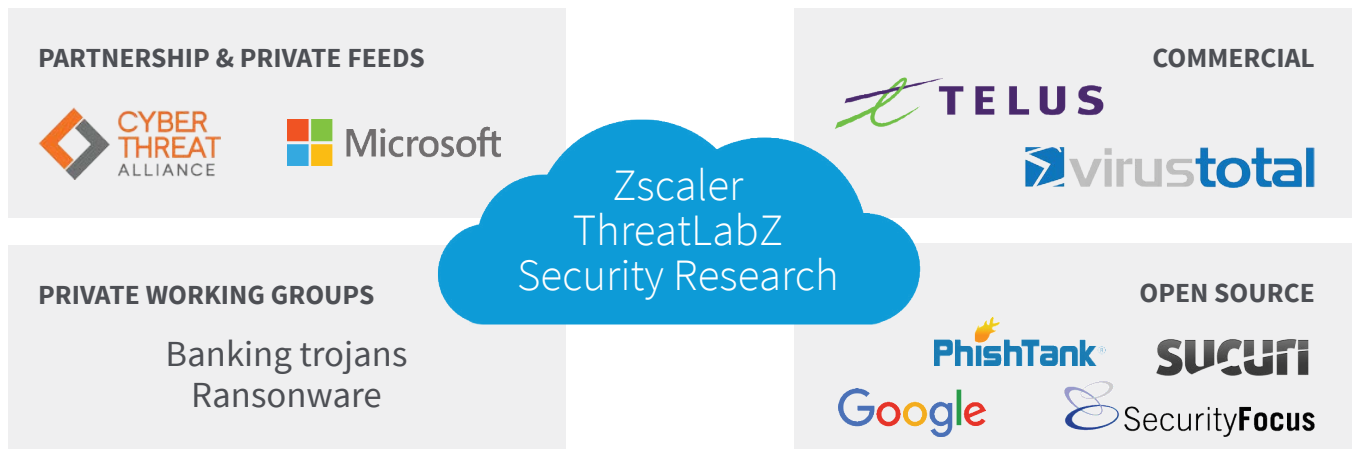 PARTNERSHIP & PRIVATE FEEDS
CYBER
THREAT
ALLIANCE
Microsoft
COMMERCIAL
TELUS
virustotal
Zscaler
ThreatLabZ
Security Research
PRIVATE WORKING GROUPS
Banking trojans
Ransonware
OPEN SOURCE
PhishTank®
sucuri
Google
SecurityFocus